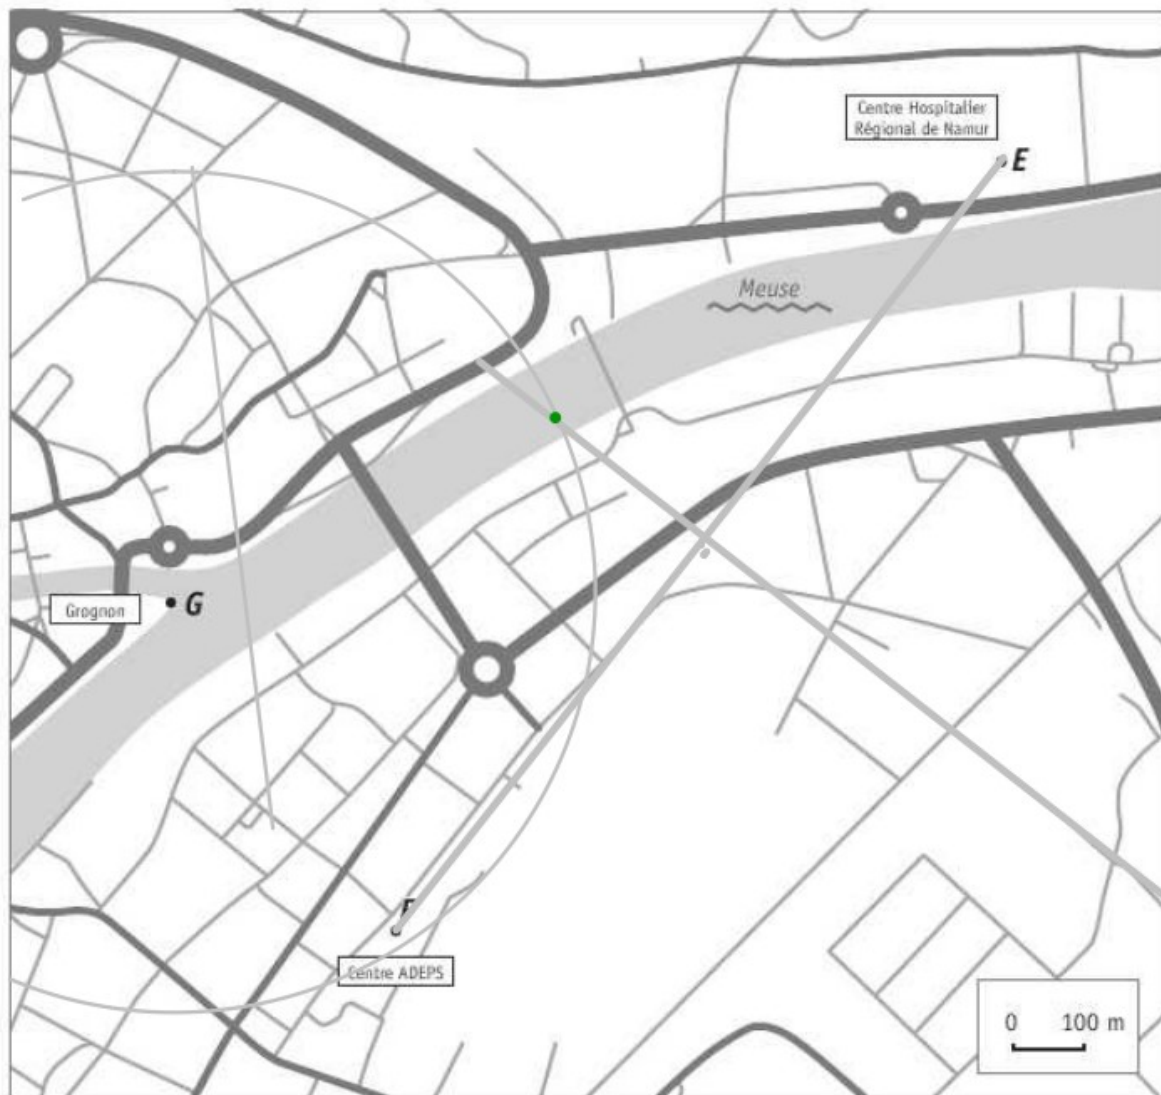 Centre Hospitalier
Régional de Namur
E
Meuse
Grognon
G
F
Centre ADEPS
0 100 m